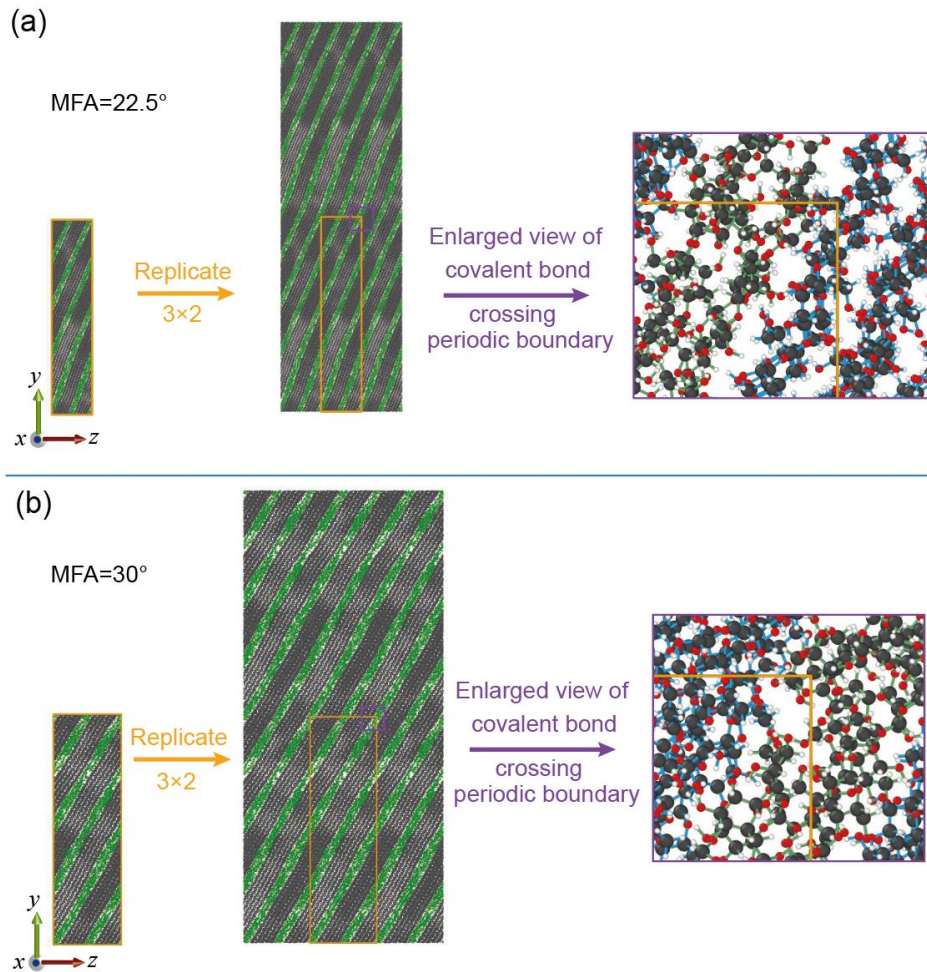 (a)
MFA=22.5°
Replicate
3×2
Enlarged view of
covalent bond
crossing
periodic boundary
y
x
z
(b)
MFA=30°
Replicate
3×2
Enlarged view of
covalent bond
crossing
periodic boundary
y
x
z